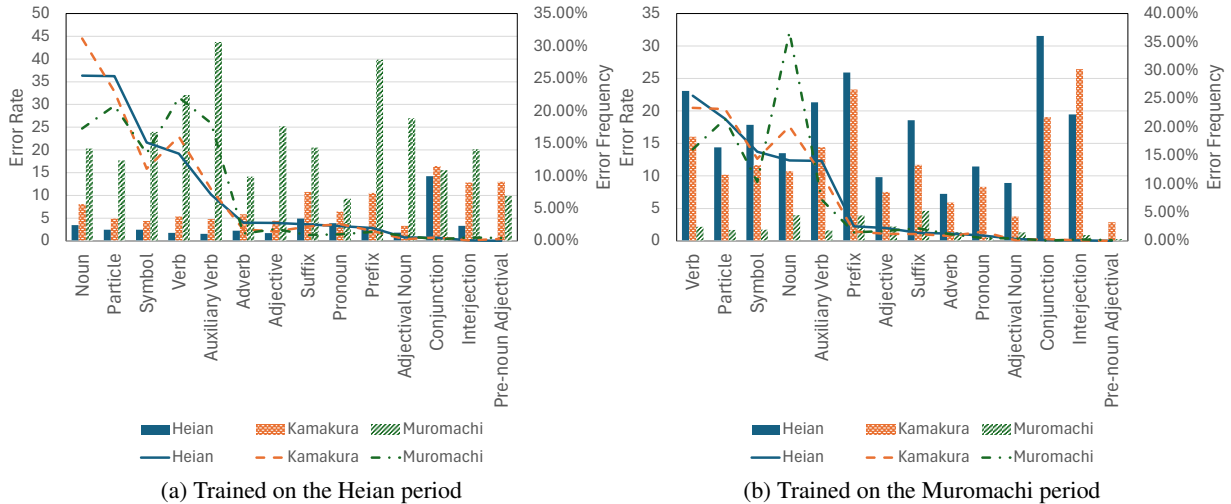 50
45
40
35
30
25
20
15
10
5
0
Error Rate
35.00%
30.00%
25.00%
20.00%
15.00%
10.00%
5.00%
0.00%
Error Frequency
Noun
Particle
Symbol
Verb
Auxiliary Verb
Adverb
Adjective
Suffix
Pronoun
Prefix
Adjectival Noun
Conjunction
Interjection
Pre-noun Adjectival
Heian Kamakura Muromachi
Heian Kamakura Muromachi
(a) Trained on the Heian period
35
30
25
20
15
10
5
0
Error Rate
40.00%
35.00%
30.00%
25.00%
20.00%
15.00%
10.00%
5.00%
0.00%
Error Frequency
Verb
Particle
Symbol
Noun
Auxiliary Verb
Prefix
Adjective
Suffix
Adverb
Pronoun
Adjectival Noun
Conjunction
Interjection
Pre-noun Adjectival
Heian Kamakura Muromachi
Heian Kamakura Muromachi
(b) Trained on the Muromachi period